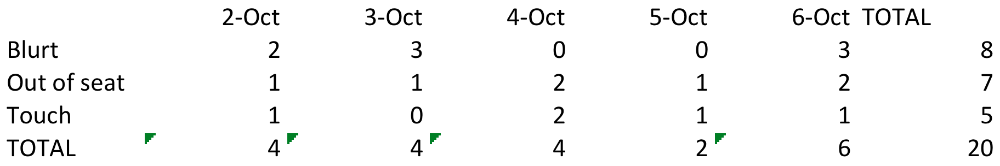 2-Oct 3-Oct 4-Oct 5-Oct 6-Oct TOTAL
Blurt 2 3 0 0 3 8
Out of seat 1 1 2 1 2 7
Touch 1 0 2 1 1 5
TOTAL 4 4 4 2 6 20